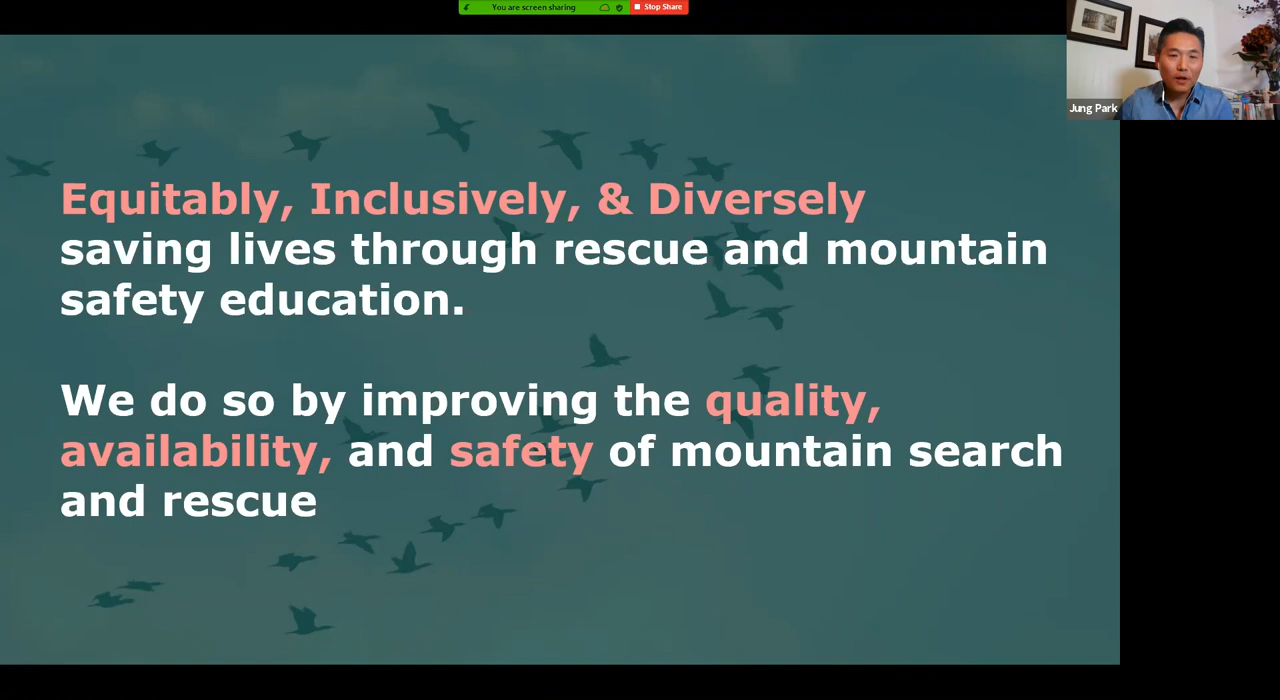 You are screen sharing
Stop Share
Jung Park
Equitably, Inclusively, & Diversely
saving lives through rescue and mountain
safety education.
We do so by improving the quality,
availability, and safety of mountain search
and rescue